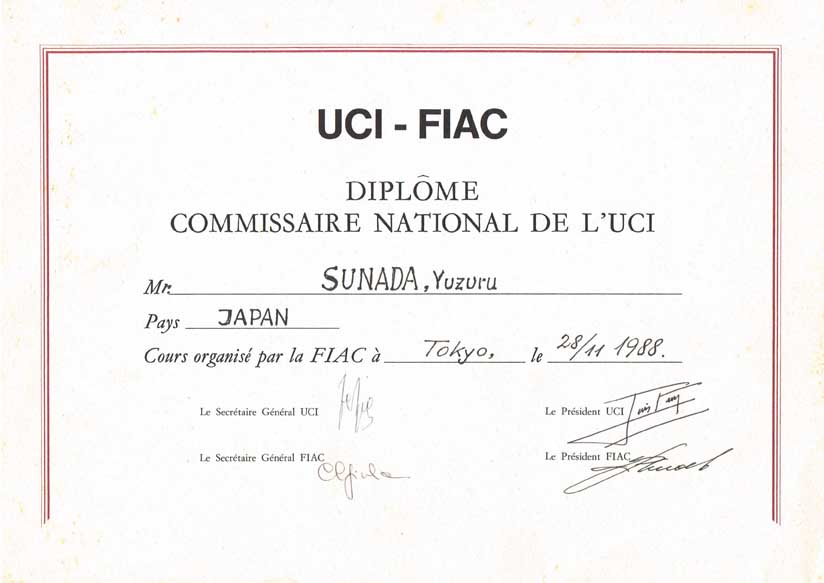 UCI - FIAC
DIPLÔME
COMMISSAIRE NATIONAL DE L'UCI
Mr. SUNADA, Yuzuru
Pays JAPAN
Cours organisé par la FIAC à Tokyo, le 28/11 1988.
Le Secrétaire Général UCI
Le Président UCI
Le Secrétaire Général FIAC
Le Président FIAC